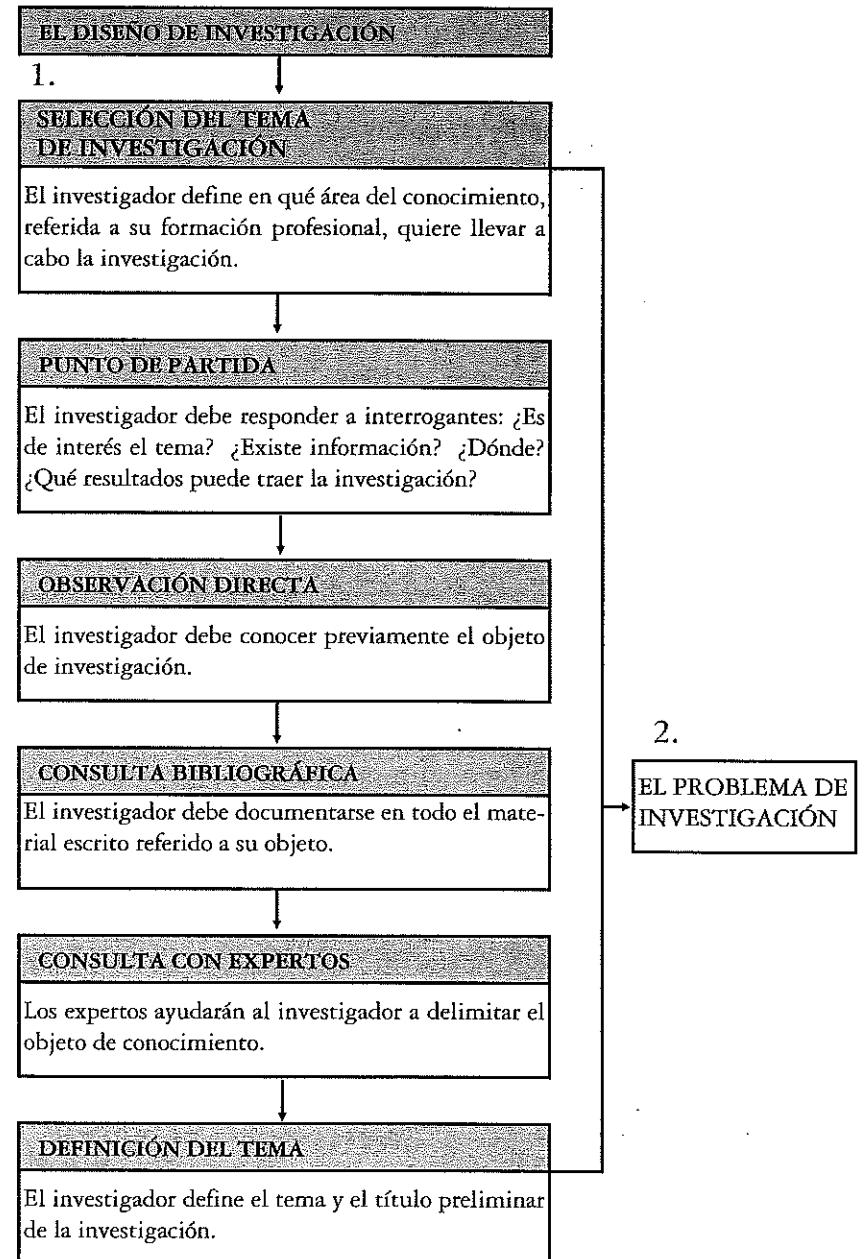 EL DISEÑO DE INVESTIGACIÓN
1.
SELECCIÓN DEL TEMA
DE INVESTIGACIÓN
El investigador define en qué área del conocimiento,
referida a su formación profesional, quiere llevar a
cabo la investigación.
PUNTO DE PARTIDA
El investigador debe responder a interrogantes: ¿Es
de interés el tema? ¿Existe información? ¿Dónde?
¿Qué resultados puede traer la investigación?
OBSERVACIÓN DIRECTA
El investigador debe conocer previamente el objeto
de investigación.
CONSULTA BIBLIOGRÁFICA
El investigador debe documentarse en todo el mate-
rial escrito referido a su objeto.
CONSULTA CON EXPERTOS
Los expertos ayudarán al investigador a delimitar el
objeto de conocimiento.
DEFINICIÓN DEL TEMA
El investigador define el tema y el título preliminar
de la investigación.
2.
EL PROBLEMA DE
INVESTIGACIÓN